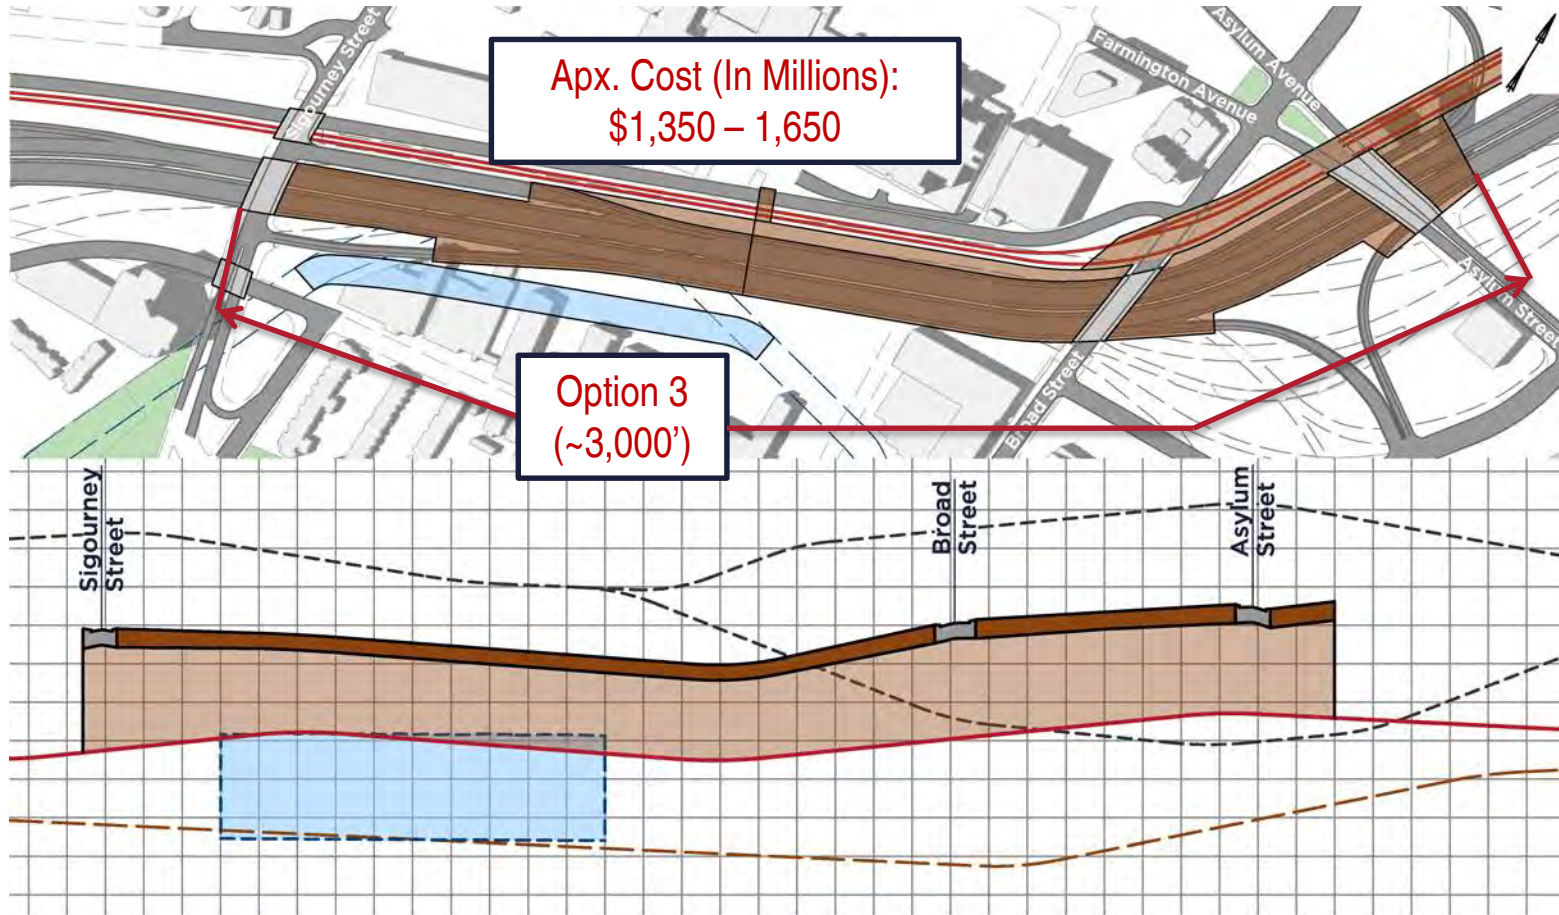 Sigourney Street
Apx. Cost (In Millions):
$1,350 – 1,650
Farmington Avenue
Asylum Avenue
Option 3
(~3,000’)
Broad Street
Asylum Street
Sigourney
Street
Broad
Street
Asylum
Street